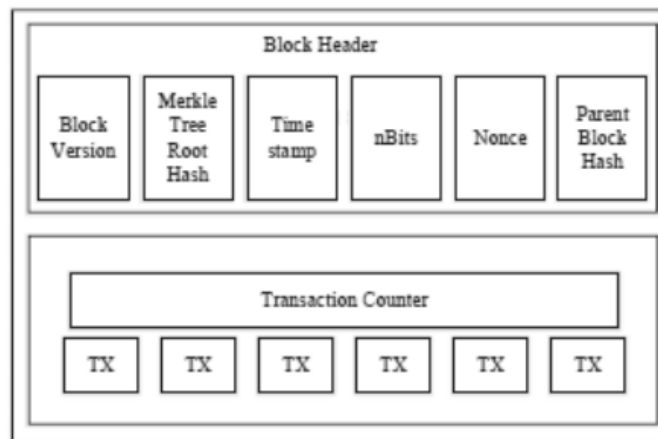 Block Header
Block
Version
Merkle
Tree
Root
Hash
Time
stamp
nBits
Nonce
Parent
Block
Hash
Transaction Counter
TX
TX
TX
TX
TX
TX